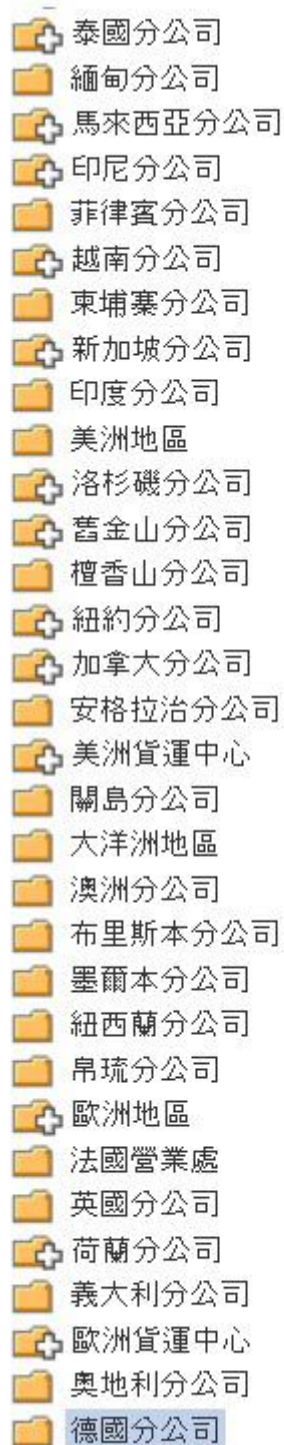 泰國分公司
緬甸分公司
馬來西亞分公司
印尼分公司
菲律賓分公司
越南分公司
柬埔寨分公司
新加坡分公司
印度分公司
美洲地區
洛杉磯分公司
舊金山分公司
檀香山分公司
紐約分公司
加拿大分公司
安格拉治分公司
美洲貨運中心
關島分公司
大洋洲地區
澳洲分公司
布里斯本分公司
墨爾本分公司
紐西蘭分公司
帛琉分公司
歐洲地區
法國營業處
英國分公司
荷蘭分公司
義大利分公司
歐洲貨運中心
奧地利分公司
德國分公司